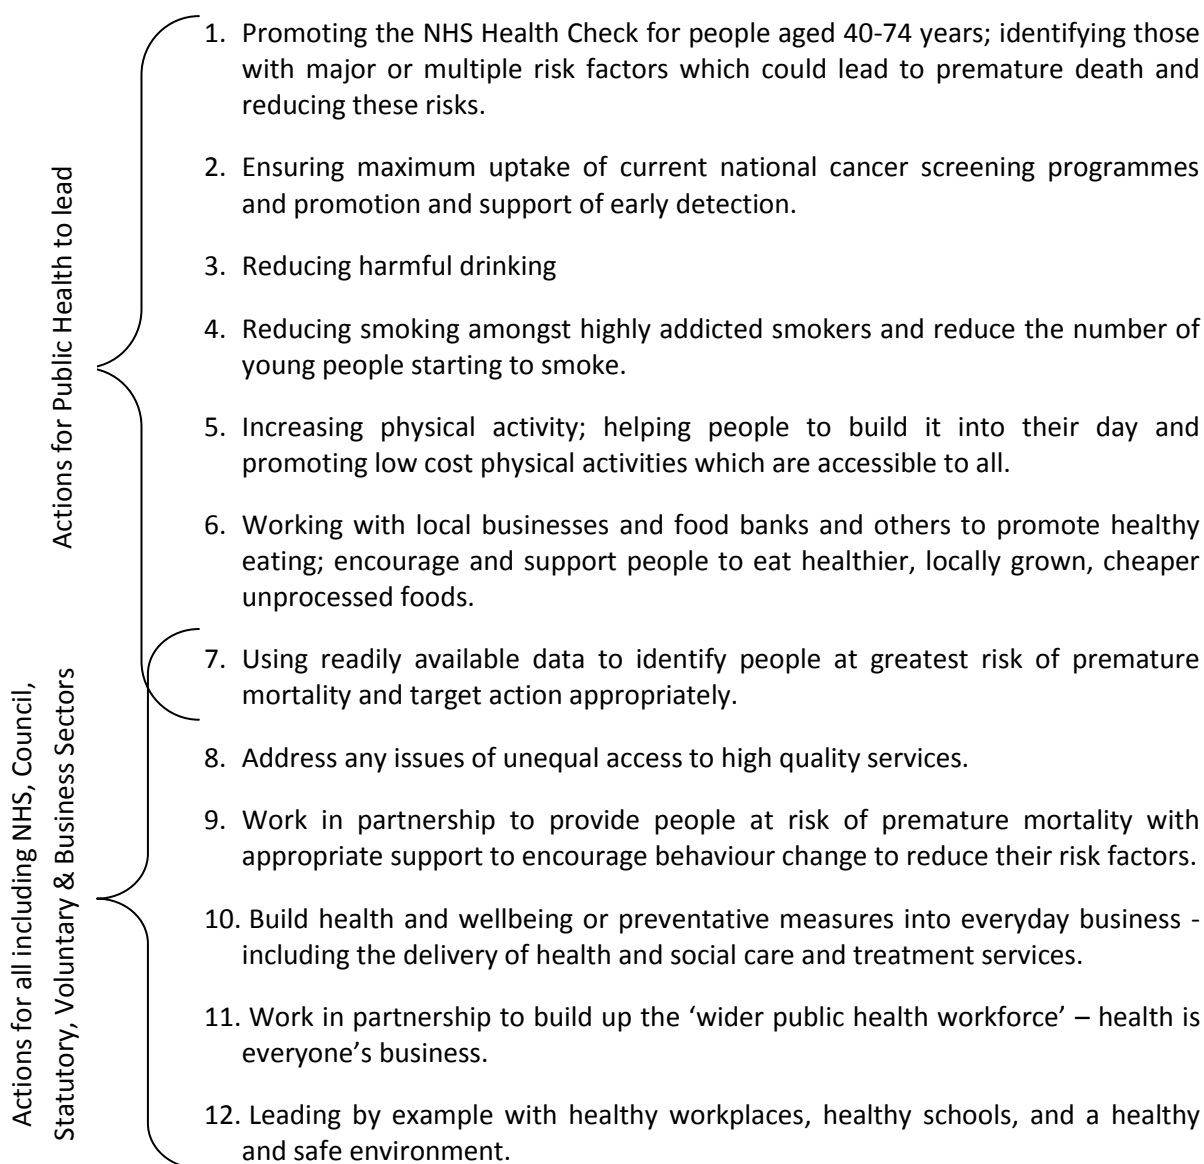 Actions for Public Health to lead
1. Promoting the NHS Health Check for people aged 40-74 years; identifying those
with major or multiple risk factors which could lead to premature death and
reducing these risks.
2. Ensuring maximum uptake of current national cancer screening programmes
and promotion and support of early detection.
3. Reducing harmful drinking
4. Reducing smoking amongst highly addicted smokers and reduce the number of
young people starting to smoke.
5. Increasing physical activity; helping people to build it into their day and
promoting low cost physical activities which are accessible to all.
6. Working with local businesses and food banks and others to promote healthy
eating; encourage and support people to eat healthier, locally grown, cheaper
unprocessed foods.
Actions for all including NHS, Council,
Statutory, Voluntary & Business Sectors
7. Using readily available data to identify people at greatest risk of premature
mortality and target action appropriately.
8. Address any issues of unequal access to high quality services.
9. Work in partnership to provide people at risk of premature mortality with
appropriate support to encourage behaviour change to reduce their risk factors.
10. Build health and wellbeing or preventative measures into everyday business -
including the delivery of health and social care and treatment services.
11. Work in partnership to build up the ‘wider public health workforce’ – health is
everyone’s business.
12. Leading by example with healthy workplaces, healthy schools, and a healthy
and safe environment.